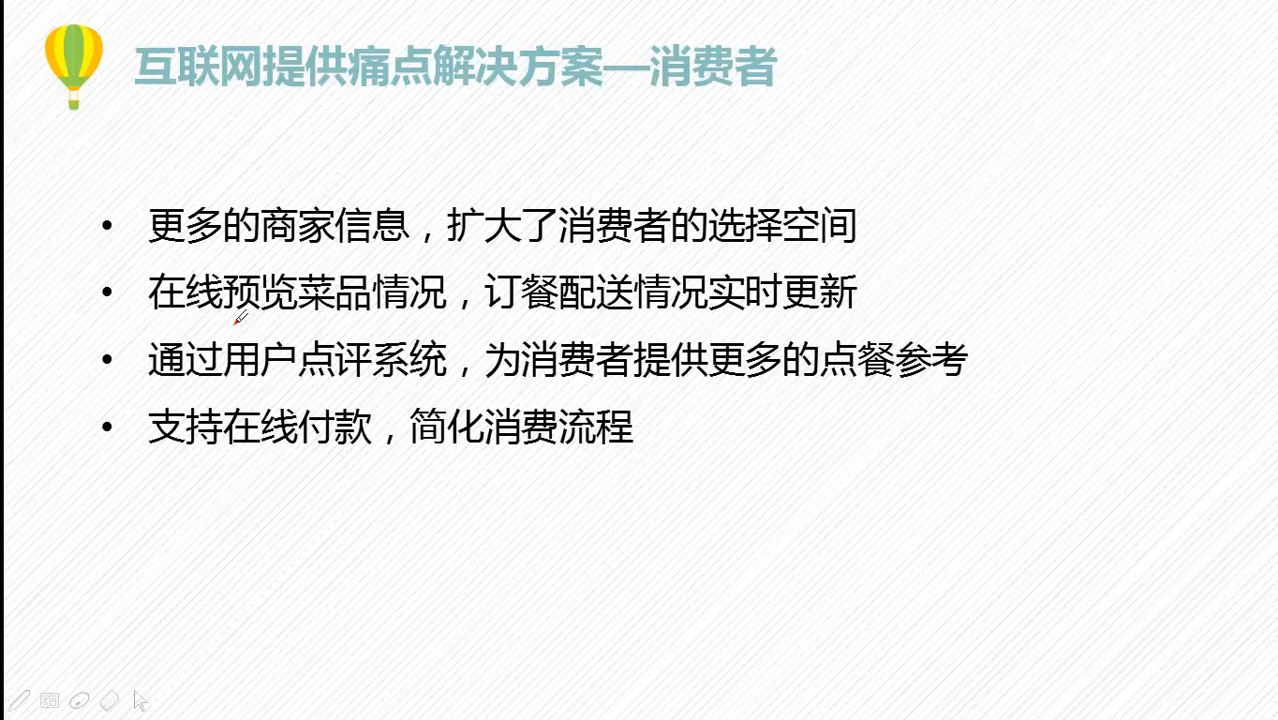 互联网提供痛点解决方案—消费者
• 更多的商家信息，扩大了消费者的选择空间
• 在线预览菜品情况，订餐配送情况实时更新
• 通过用户点评系统，为消费者提供更多的点餐参考
• 支持在线付款，简化消费流程